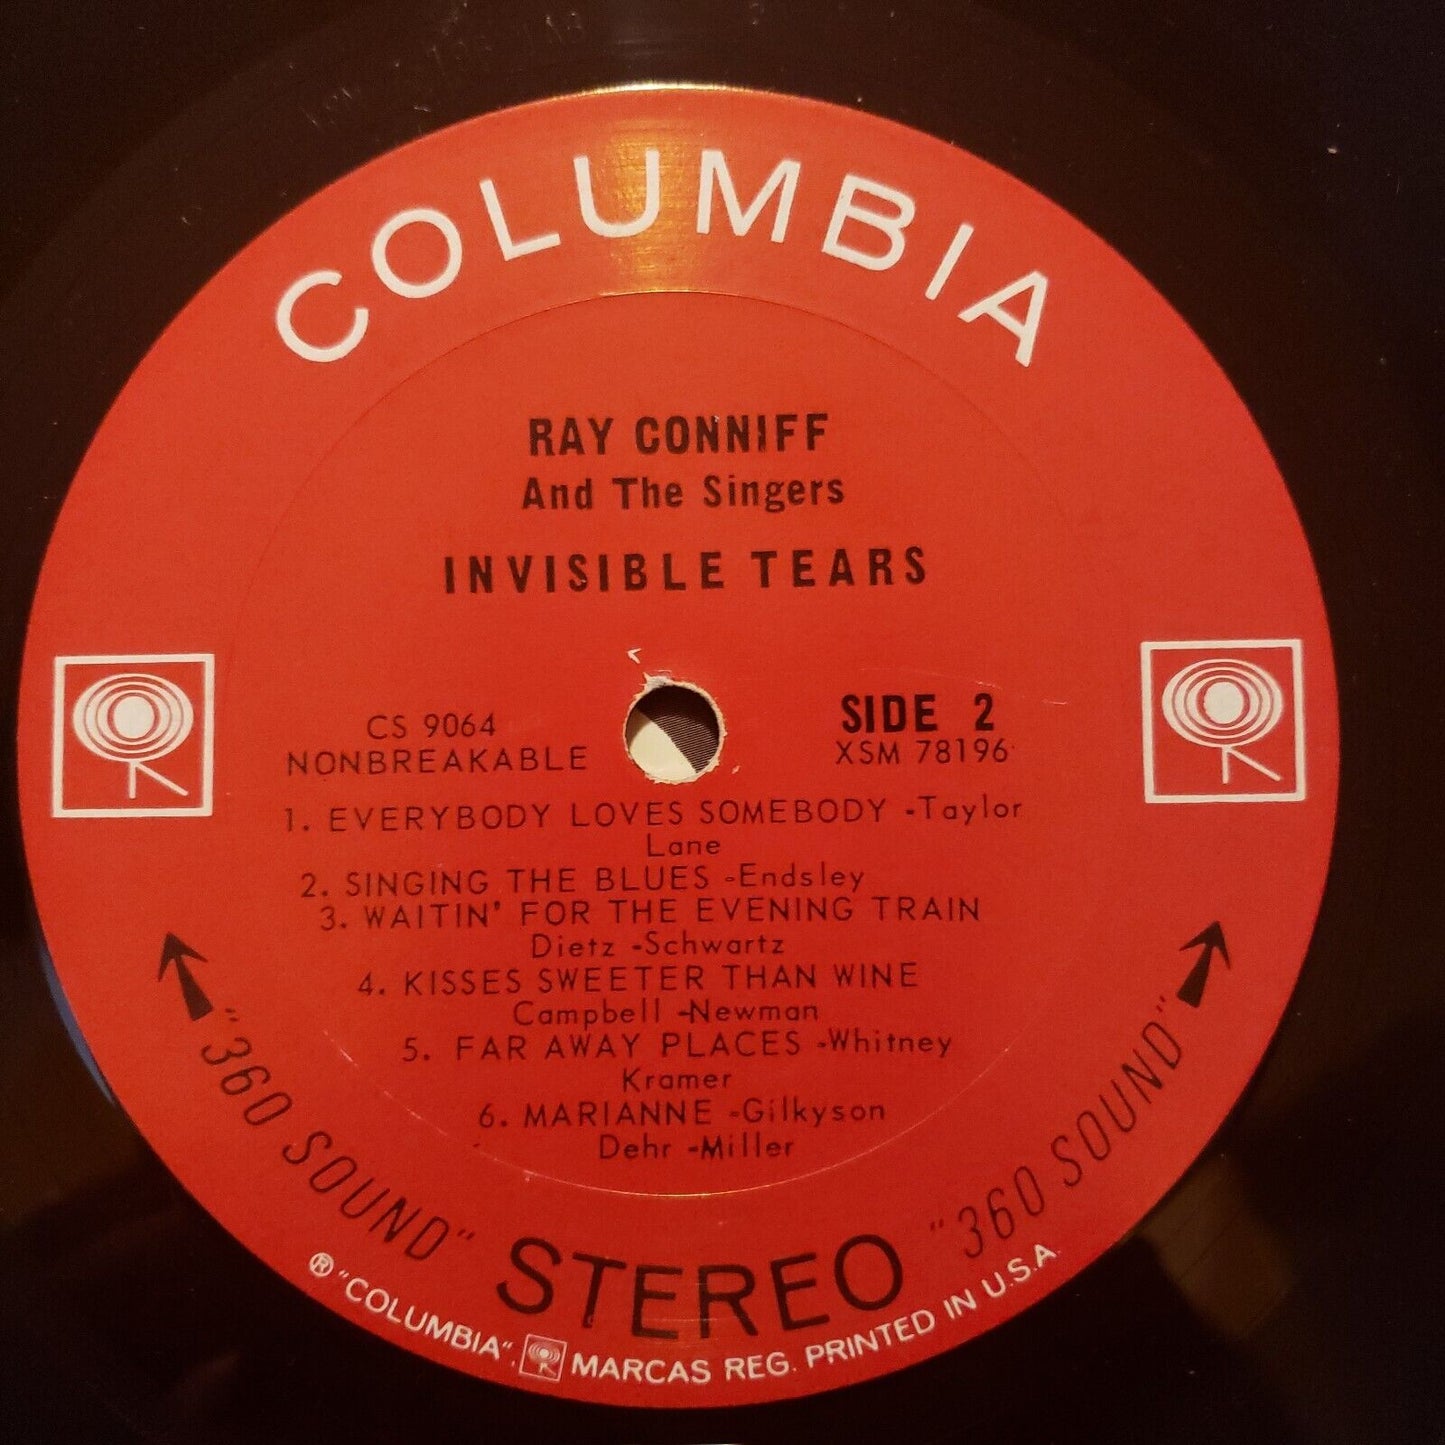 COLUMBIA
RAY CONNIFF
And The Singers
INVISIBLE TEARS
CS 9064
NONBREAKABLE
SIDE 2
XSM 78196
1. EVERYBODY LOVES SOMEBODY -Taylor
Lane
2. SINGING THE BLUES -Endsley
3. WAITIN' FOR THE EVENING TRAIN
Dietz -Schwartz
4. KISSES SWEETER THAN WINE
Campbell -Newman
5. FAR AWAY PLACES -Whitney
Kramer
6. MARIANNE -Gilkyson
Dehr -Miller
"360 SOUND" STEREO "360 SOUND"
® "COLUMBIA", MARCAS REG. PRINTED IN U.S.A.